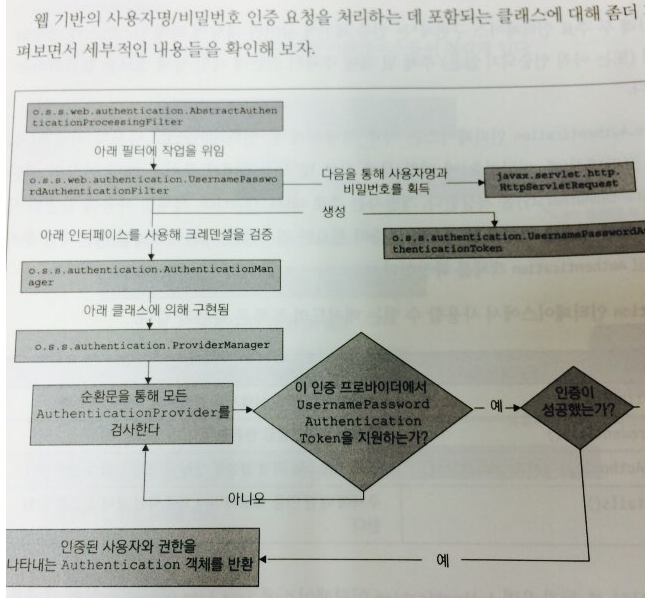 웹 기반의 사용자명/비밀번호 인증 요청을 처리하는 데 포함되는 클래스에 대해 좀더
펴보면서 세부적인 내용들을 확인해 보자.
o.s.s.web.authentication.AbstractAuthen
ticationProcessingFilter
아래 필터에 작업을 위임
o.s.s.web.authentication.UsernamePasswo
rdAuthenticationFilter
다음을 통해 사용자명과
비밀번호를 획득
javax.servlet.http.
HttpServletRequest
생성
o.s.s.authentication.UsernamePasswordAu
thenticationToken
아래 인터페이스를 사용해 크레덴셜을 검증
o.s.s.authentication.AuthenticationMan
ager
아래 클래스에 의해 구현됨
o.s.s.authentication.ProviderManager
순환문을 통해 모든
AuthenticationProvider를
검사한다
이 인증 프로바이더에서
UsernamePassword
Authentication
Token을 지원하는가?
예
인증이
성공했는가?
아니오
예
인증된 사용자와 권한을
나타내는 Authentication 객체를 반환